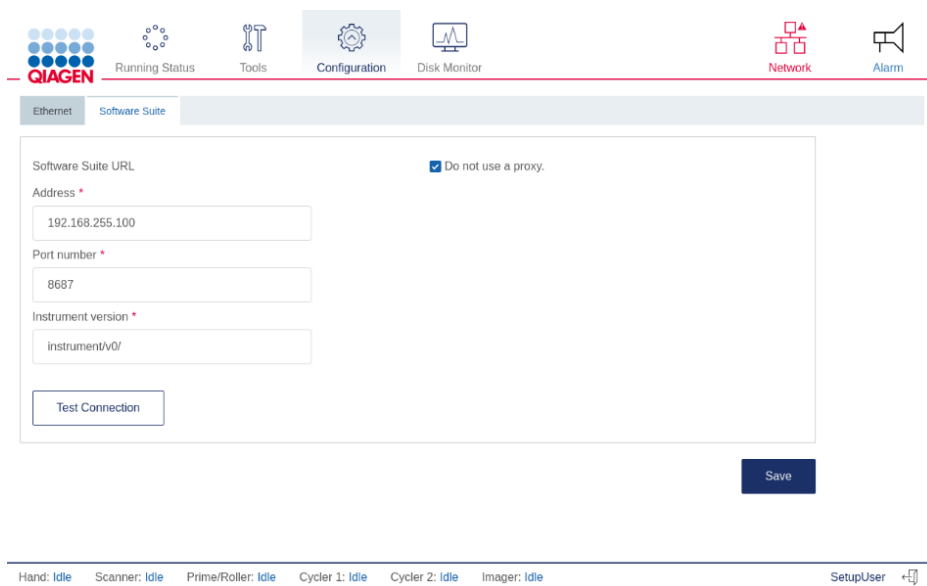 QIAGEN
Running Status
Tools
Configuration
Disk Monitor
Network
Alarm
Ethernet
Software Suite
Software Suite URL
Do not use a proxy.
Address *
192.168.255.100
Port number *
8687
Instrument version *
instrument/v0/
Test Connection
Save
Hand: Idle Scanner: Idle Prime/Roller: Idle Cycler 1: Idle Cycler 2: Idle Imager: Idle SetupUser